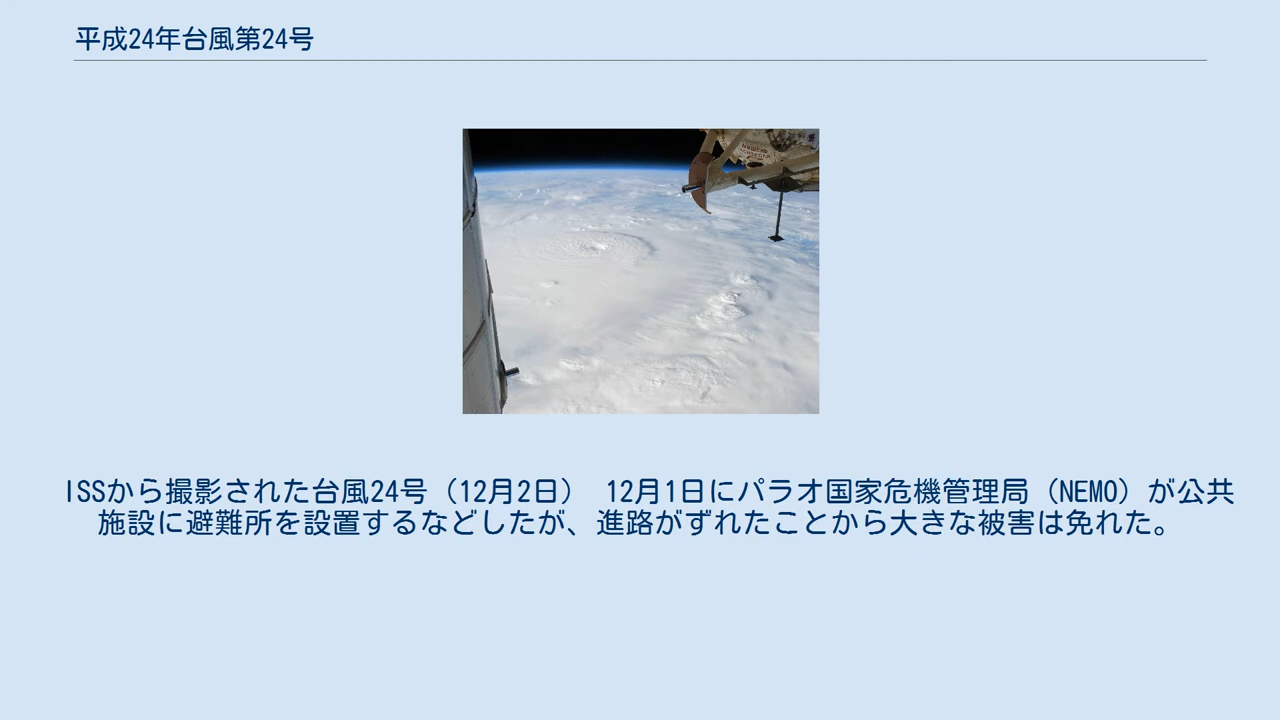 平成24年台風第24号
ISSから撮影された台風24号（12月2日） 12月1日にパラオ国家危機管理局（NEMO）が公共
施設に避難所を設置するなどしたが、進路がずれたことから大きな被害は免れた。